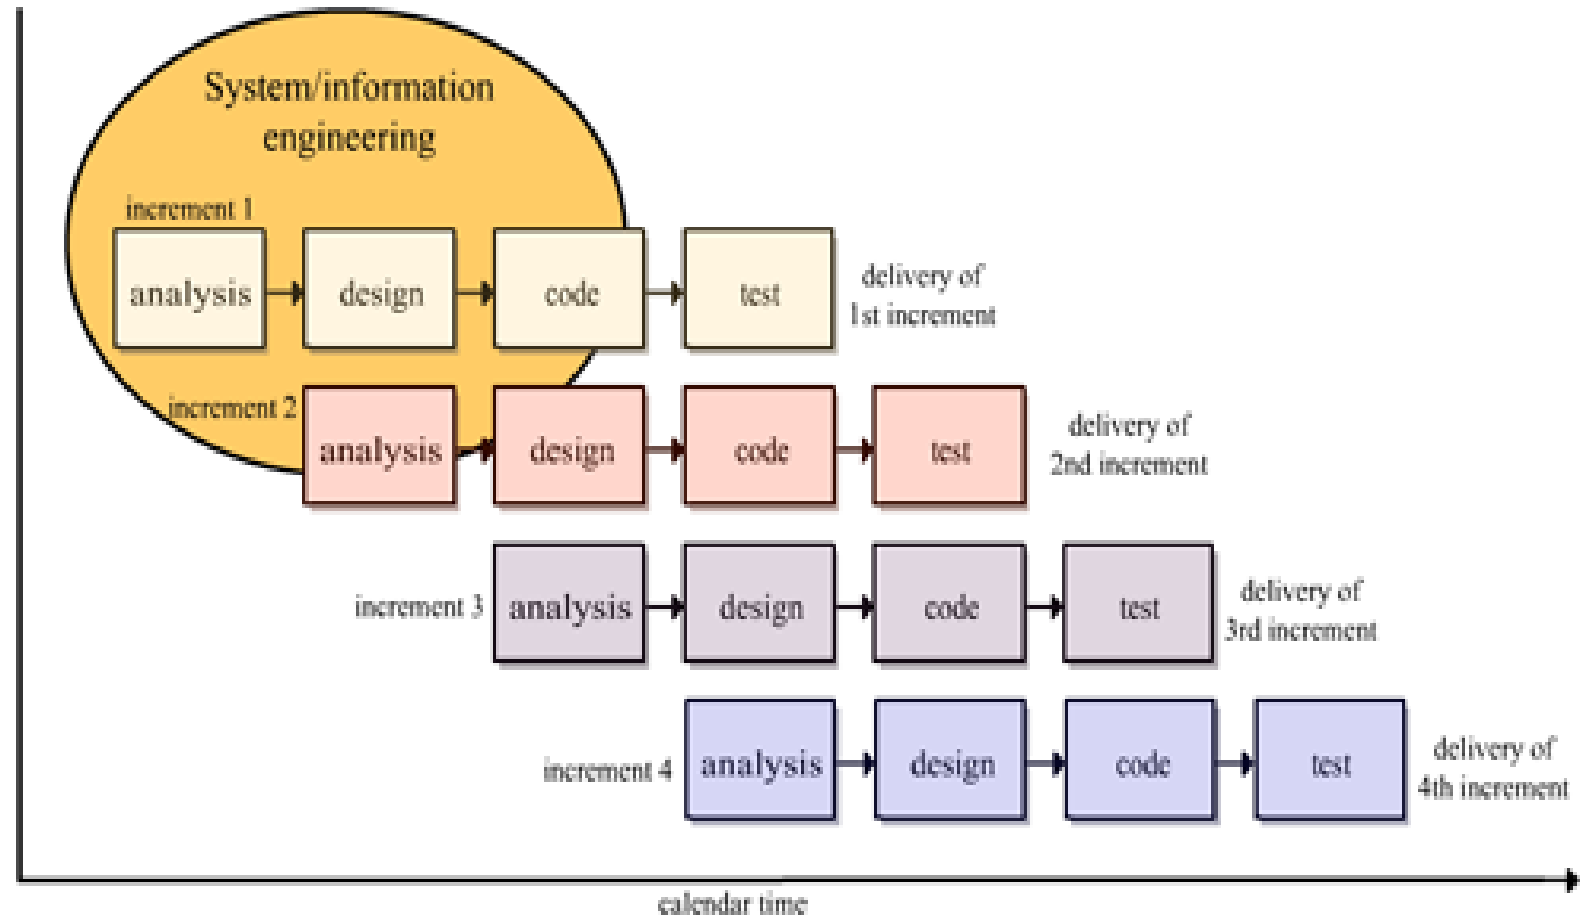 System/information
engineering
increment 1
analysis
design
code
test
delivery of
1st increment
increment 2
analysis
design
code
test
delivery of
2nd increment
increment 3
analysis
design
code
test
delivery of
3rd increment
increment 4
analysis
design
code
test
delivery of
4th increment
calendar time